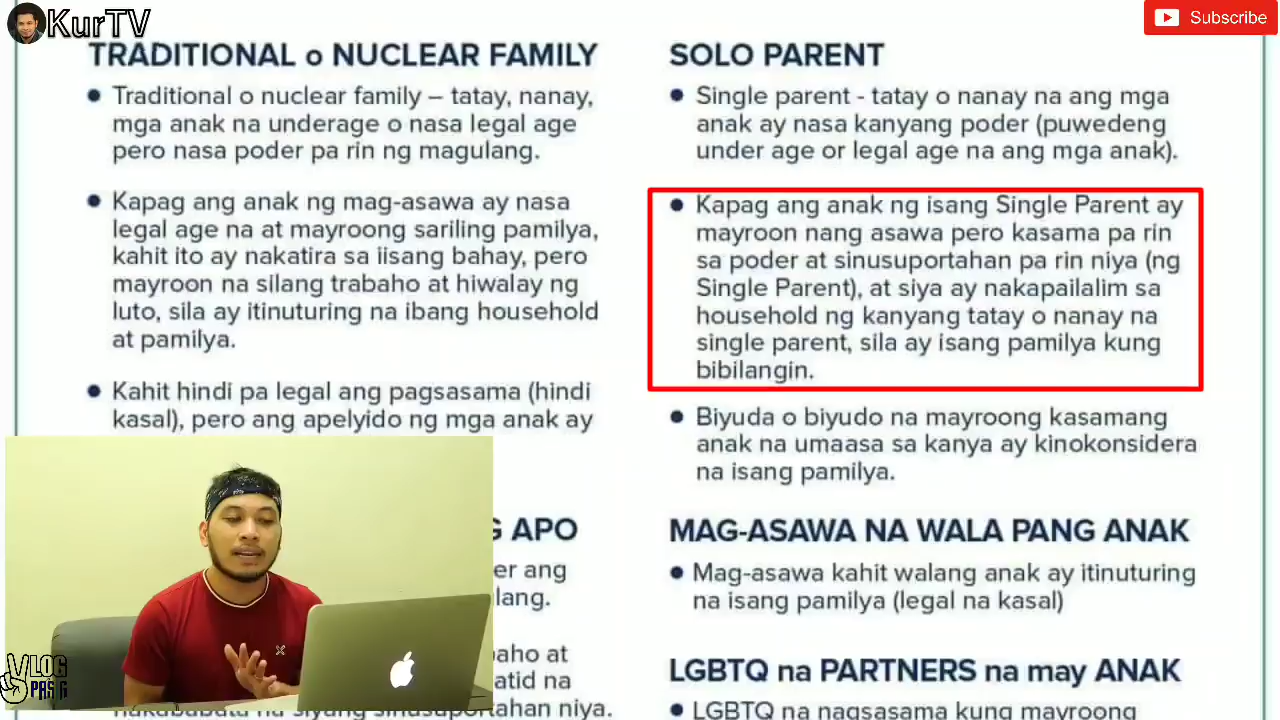 KurTV
Subscribe
TRADITIONAL o NUCLEAR FAMILY
• Traditional o nuclear family – tatay, nanay,
mga anak na underage o nasa legal age
pero nasa poder pa rin ng magulang.
• Kapag ang anak ng mag-asawa ay nasa
legal age na at mayroong sariling pamilya,
kahit ito ay nakatira sa iisang bahay, pero
mayroon na silang trabaho at hiwalay ng
luto, sila ay itinuturing na ibang household
at pamilya.
• Kahit hindi pa legal ang pagsasama (hindi
kasal), pero ang apelyido ng mga anak ay
APO
er ang
lang.
aho at
atid na
siyang sinusuportahan niya.
SOLO PARENT
• Single parent - tatay o nanay na ang mga
anak ay nasa kanyang poder (puwedeng
under age or legal age na ang mga anak).
• Kapag ang anak ng isang Single Parent ay
mayroon nang asawa pero kasama pa rin
sa poder at sinusuportahan pa rin niya (ng
Single Parent), at siya ay nakapailalim sa
household ng kanyang tatay o nanay na
single parent, sila ay isang pamilya kung
bibilangin.
• Biyuda o biyudo na mayroong kasamang
anak na umaasa sa kanya ay kinokonsidera
na isang pamilya.
MAG-ASAWA NA WALA PANG ANAK
• Mag-asawa kahit walang anak ay itinuturing
na isang pamilya (legal na kasal)
LGBTQ na PARTNERS na may ANAK
• LGBTQ na nagsasama kung mayroong
VLOG